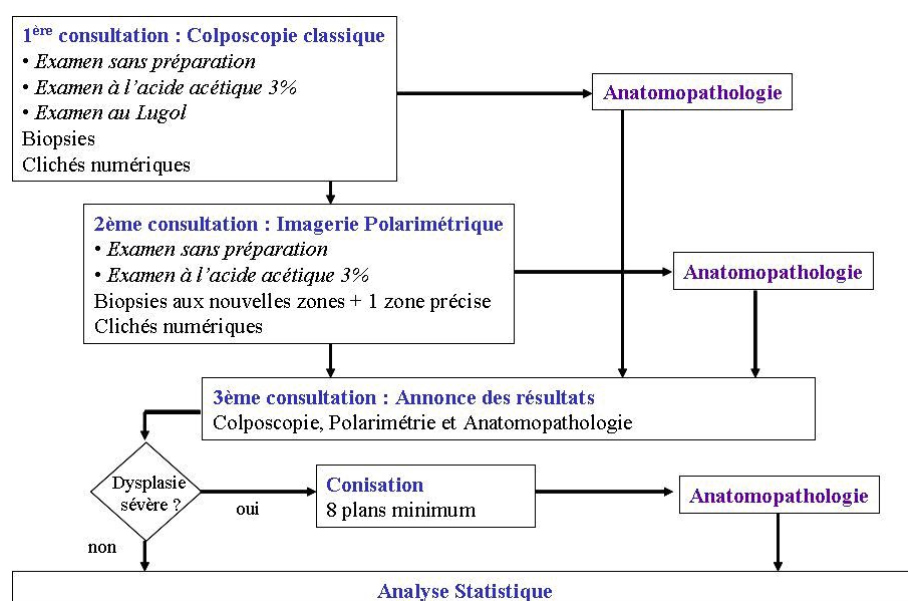 1ère consultation : Colposcopie classique
• Examen sans préparation
• Examen à l'acide acétique 3%
• Examen au Lugol
Biopsies
Clichés numériques
Anatomopathologie
2ème consultation : Imagerie Polarimétrique
• Examen sans préparation
• Examen à l'acide acétique 3%
Biopsies aux nouvelles zones + 1 zone précise
Clichés numériques
Anatomopathologie
3ème consultation : Annonce des résultats
Colposcopie, Polarimétrie et Anatomopathologie
Dysplasie
sévère ?
oui
non
Conisation
8 plans minimum
Anatomopathologie
Analyse Statistique